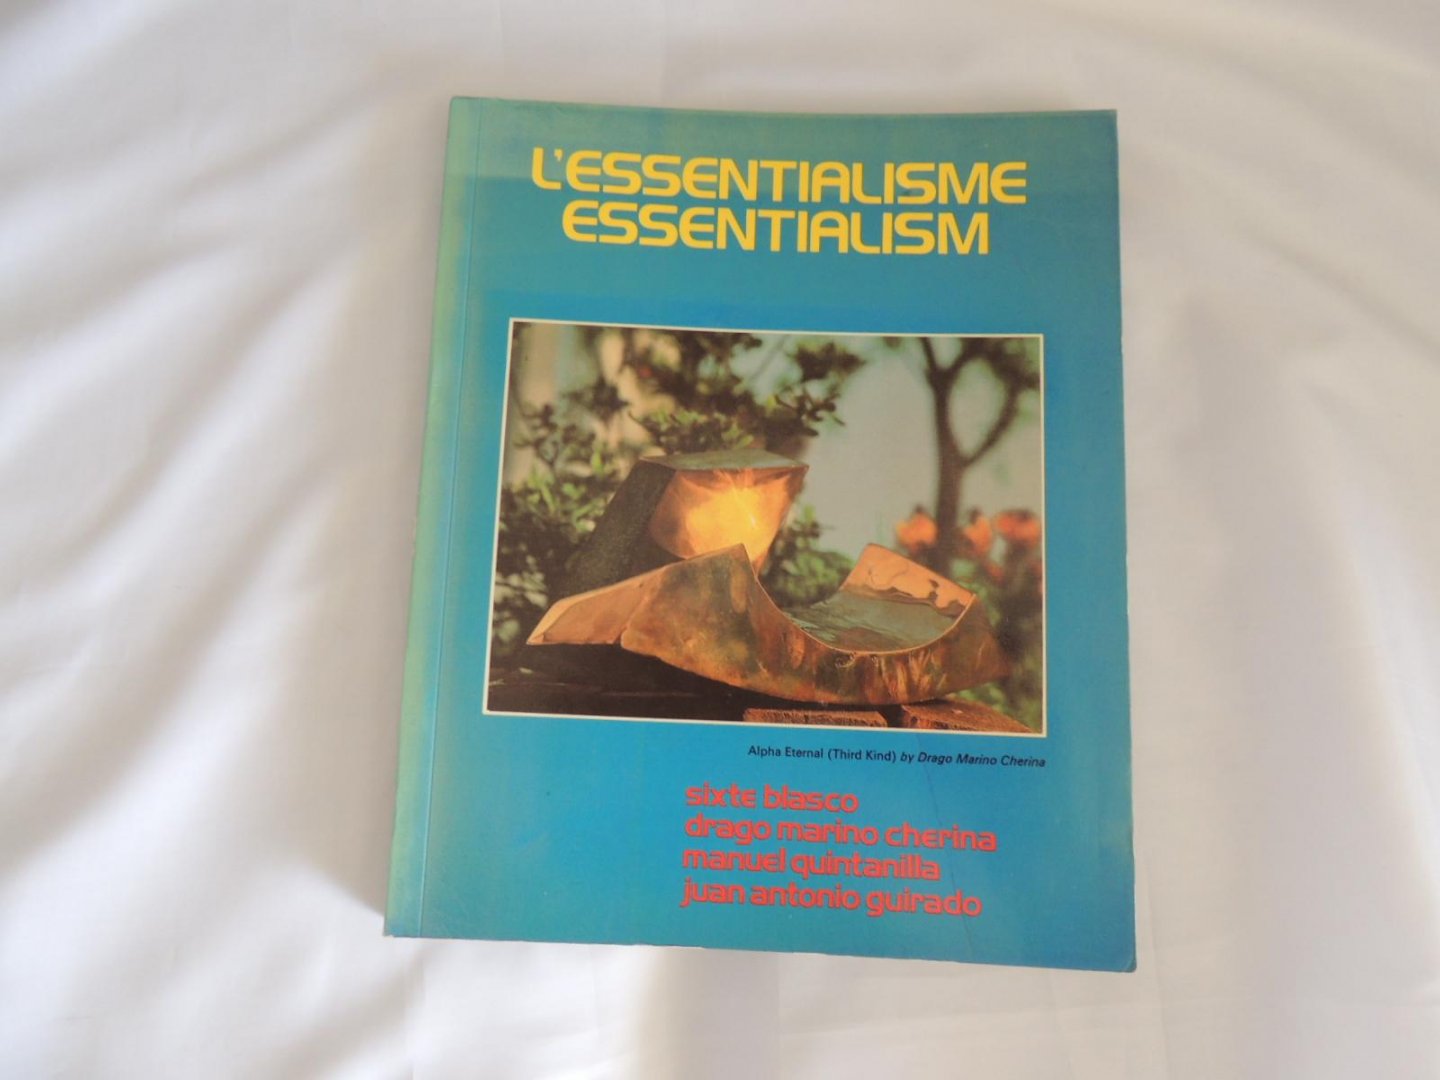 L'ESSENTIALISME
ESSENTIALISM
Alpha Eternal (Third Kind) by Drago Marino Cherina
sixte blasco
drago marino cherina
manuel quintanilla
juan antonio guirado